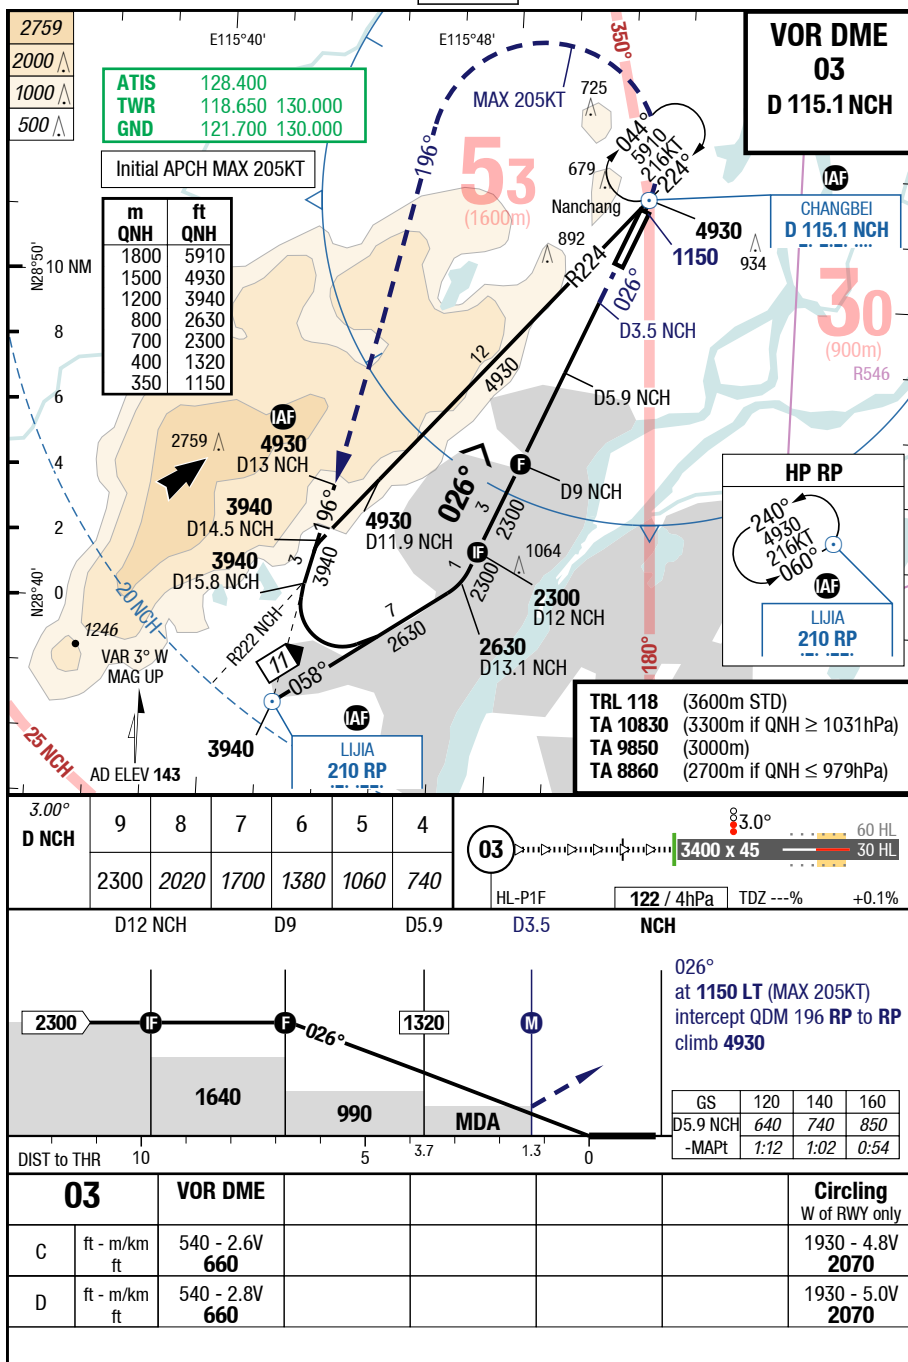 2759
2000
1000
500
E115°40'
E115°48'
350°
VOR DME
03
D 115.1 NCH
ATIS 128.400
TWR 118.650 130.000
GND 121.700 130.000
MAX 205KT
725
Initial APCH MAX 205KT
196°
53
(1600m)
044°
5910
216KT
224°
679
Nanchang
IAF
CHANGBEI
D 115.1 NCH
m ft
QNH QNH
1800 5910
1500 4930
1200 3940
800 2630
700 2300
400 1320
350 1150
N28°50'
10 NM
8
6
4
2
0
N28°40'
892
R224
4930
1150
934
026°
D3.5 NCH
30
(900m)
R546
12
4930
D5.9 NCH
IAF
4930
D13 NCH
2759
026°
F
D9 NCH
HP RP
240°
4930
216KT
060°
IAF
LIJIA
210 RP
196°
3940
D14.5 NCH
4930
D11.9 NCH
3
2300
3940
D15.8 NCH
3
3940
IF
1064
1
2300
2300
D12 NCH
20 NCH
R222 NCH
7
2630
2630
D13.1 NCH
1246
VAR 3° W
MAG UP
11
058°
180°
3940
IAF
LIJIA
210 RP
25 NCH
AD ELEV 143
TRL 118 (3600m STD)
TA 10830 (3300m if QNH ≥ 1031hPa)
TA 9850 (3000m)
TA 8860 (2700m if QNH ≤ 979hPa)
3.00°
D NCH 9 8 7 6 5 4
2300 2020 1700 1380 1060 740
03
3.0°
3400 x 45
60 HL
30 HL
HL-P1F
122 / 4hPa
TDZ ---%
+0.1%
D12 NCH D9 D5.9 D3.5 NCH
2300
IF
F
026°
1320
M
026°
at 1150 LT (MAX 205KT)
intercept QDM 196 RP to RP
climb 4930
1640
990
MDA
GS 120 140 160
D5.9 NCH 640 740 850
-MAPt 1:12 1:02 0:54
DIST to THR 10 5 3.7 1.3 0
03 VOR DME Circling
W of RWY only
C ft - m/km 540 - 2.6V 1930 - 4.8V
ft 660 2070
D ft - m/km 540 - 2.8V 1930 - 5.0V
ft 660 2070